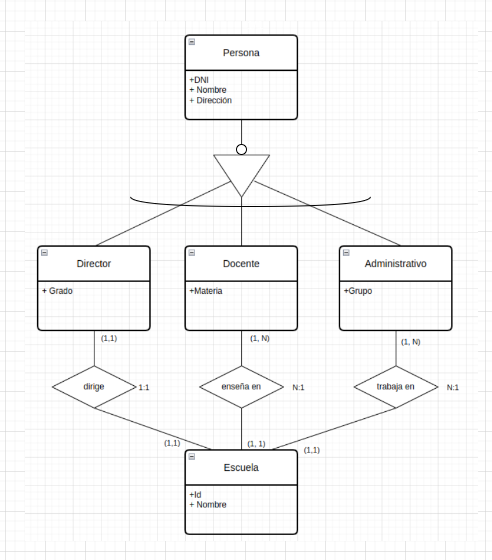 Persona
+DNI
+ Nombre
+ Dirección
Director
+ Grado
Docente
+Materia
Administrativo
+Grupo
(1,1)
(1, N)
(1, N)
dirige
1:1
enseña en
N:1
trabaja en
N:1
(1,1)
(1, 1)
(1,1)
Escuela
+Id
+ Nombre